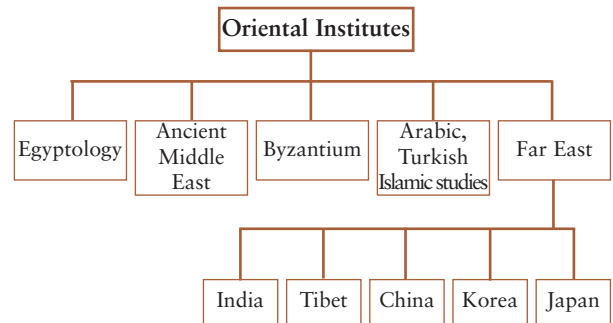 Oriental Institutes
Egyptology
Ancient
Middle
East
Byzantium
Arabic,
Turkish
Islamic studies
Far East
India
Tibet
China
Korea
Japan